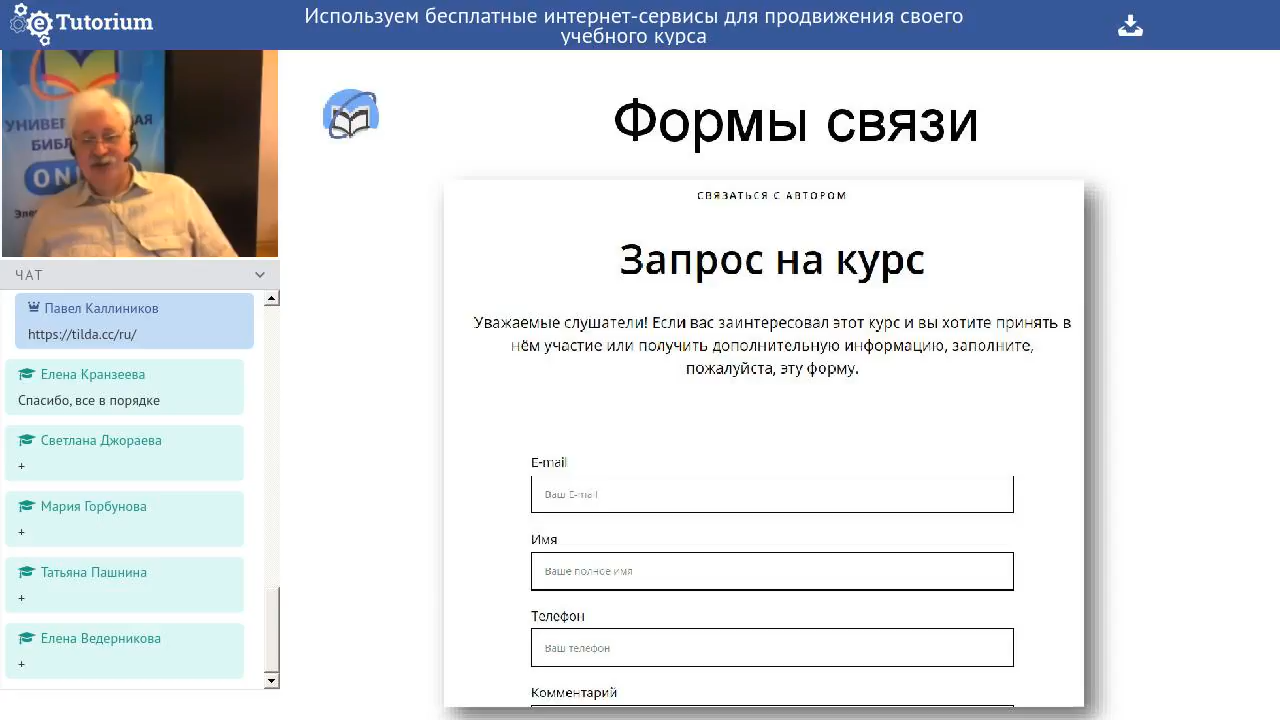 eTutorium
Используем бесплатные интернет-сервисы для продвижения своего
учебного курса
ЧАТ
Павел Каллиников
https://tilda.cc/ru/
Елена Кранзеева
Спасибо, все в порядке
Светлана Джораева
+
Мария Горбунова
+
Татьяна Пашнина
+
Елена Ведерникова
+
Формы связи
СВЯЗАТЬСЯ С АВТОРОМ
Запрос на курс
Уважаемые слушатели! Если вас заинтересовал этот курс и вы хотите принять в
нём участие или получить дополнительную информацию, заполните,
пожалуйста, эту форму.
E-mail
Ваш E-mail
Имя
Ваше полное имя
Телефон
Ваш телефон
Комментарий